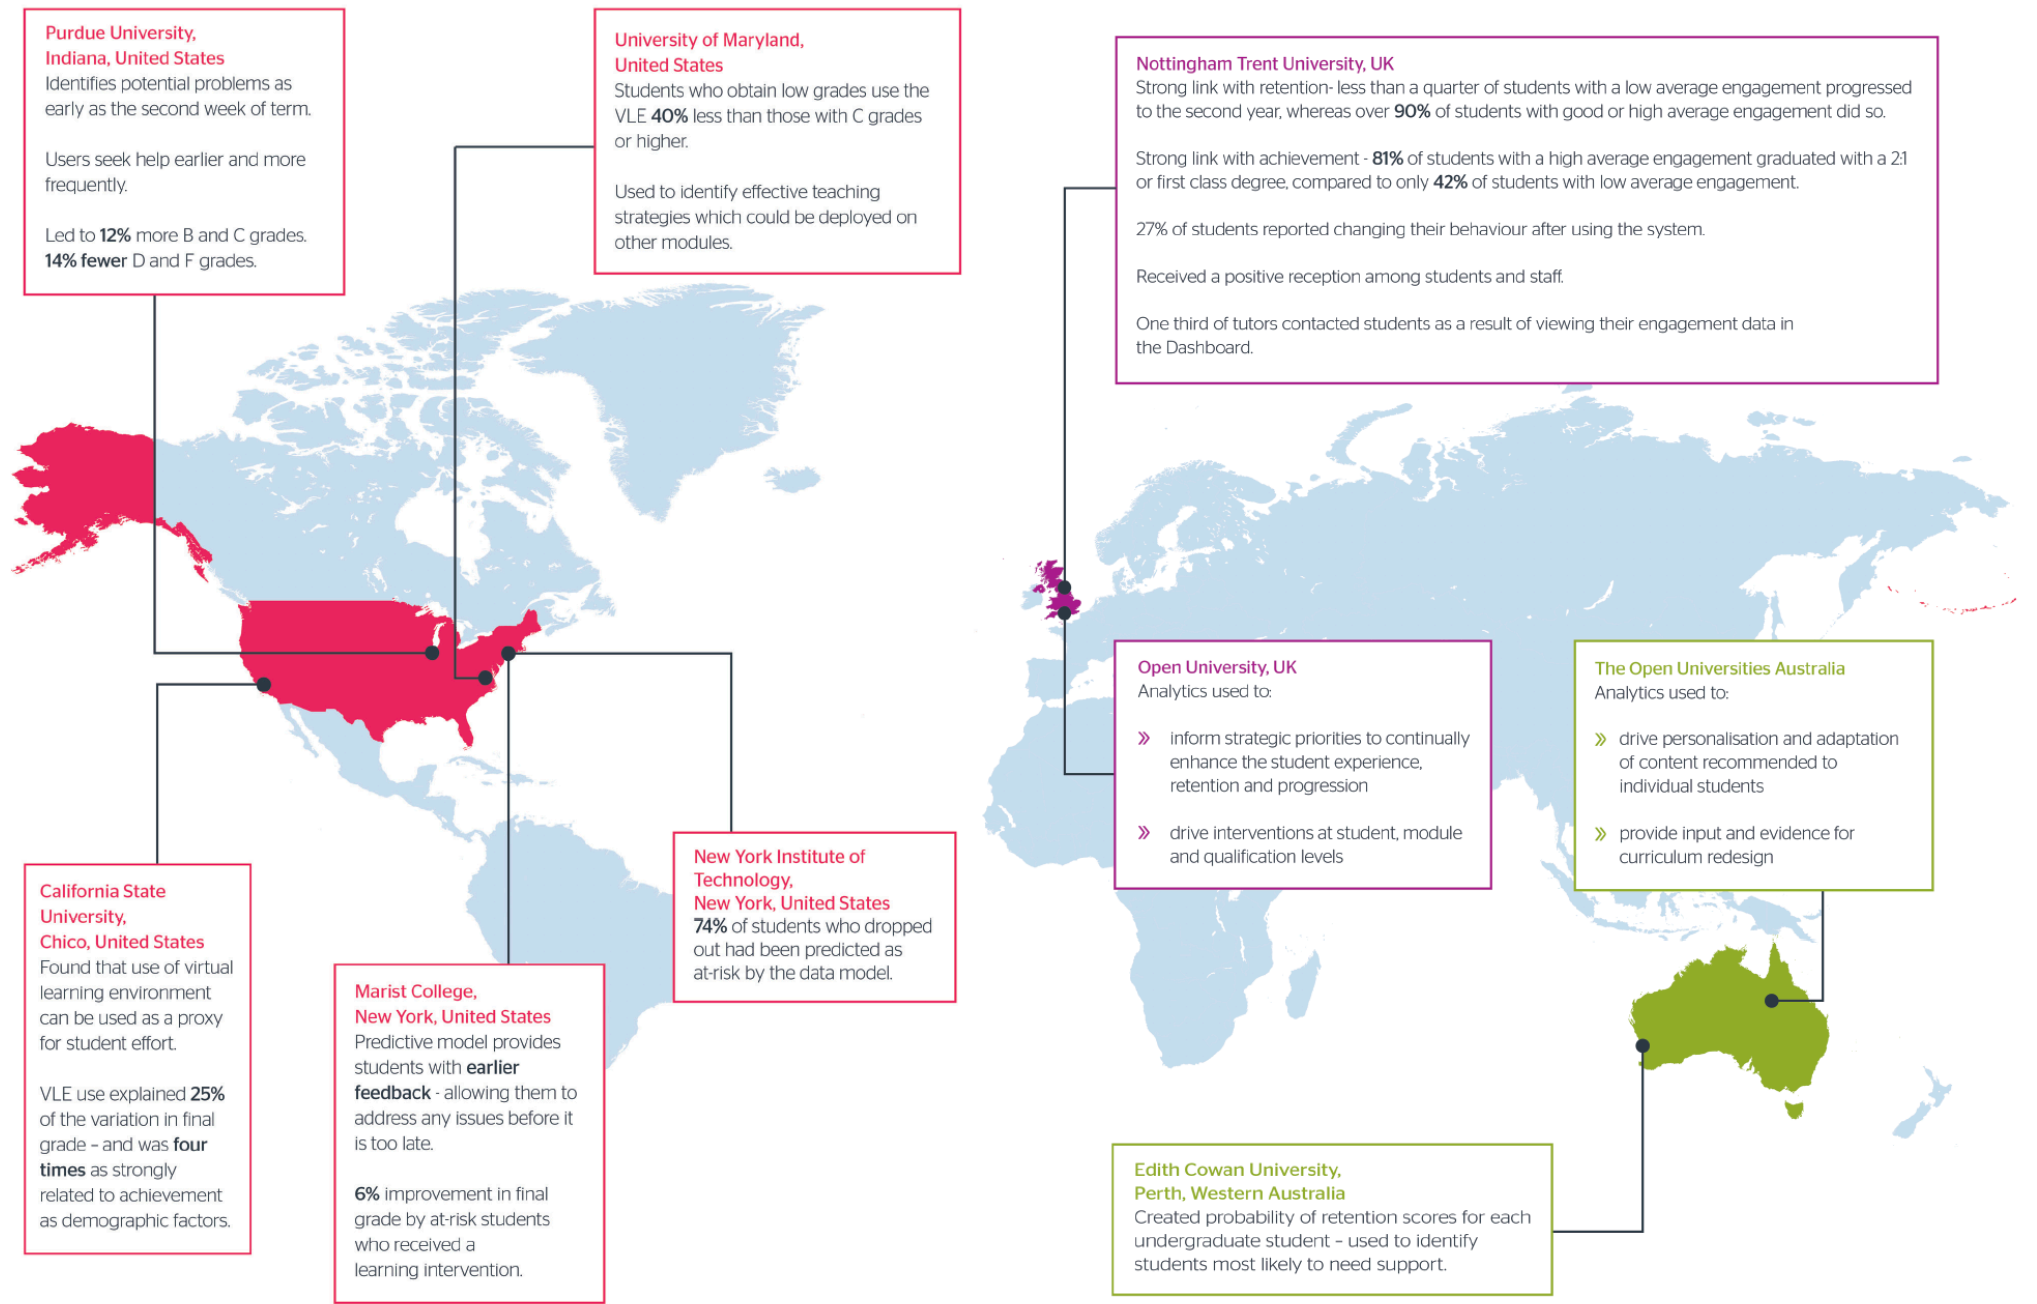 Purdue University,
Indiana, United States
Identifies potential problems as
early as the second week of term.
Users seek help earlier and more
frequently.
Led to 12% more B and C grades.
14% fewer D and F grades.
University of Maryland,
United States
Students who obtain low grades use the
VLE 40% less than those with C grades
or higher.
Used to identify effective teaching
strategies which could be deployed on
other modules.
Nottingham Trent University, UK
Strong link with retention- less than a quarter of students with a low average engagement progressed
to the second year, whereas over 90% of students with good or high average engagement did so.
Strong link with achievement - 81% of students with a high average engagement graduated with a 2:1
or first class degree, compared to only 42% of students with low average engagement.
27% of students reported changing their behaviour after using the system.
Received a positive reception among students and staff.
One third of tutors contacted students as a result of viewing their engagement data in
the Dashboard.
Open University, UK
Analytics used to:
» inform strategic priorities to continually
enhance the student experience,
retention and progression
» drive interventions at student, module
and qualification levels
The Open Universities Australia
Analytics used to:
» drive personalisation and adaptation
of content recommended to
individual students
» provide input and evidence for
curriculum redesign
California State
University,
Chico, United States
Found that use of virtual
learning environment
can be used as a proxy
for student effort.
VLE use explained 25%
of the variation in final
grade – and was four
times as strongly
related to achievement
as demographic factors.
Marist College,
New York, United States
Predictive model provides
students with earlier
feedback - allowing them to
address any issues before it
is too late.
6% improvement in final
grade by at-risk students
who received a
learning intervention.
New York Institute of
Technology,
New York, United States
74% of students who dropped
out had been predicted as
at-risk by the data model.
Edith Cowan University,
Perth, Western Australia
Created probability of retention scores for each
undergraduate student – used to identify
students most likely to need support.